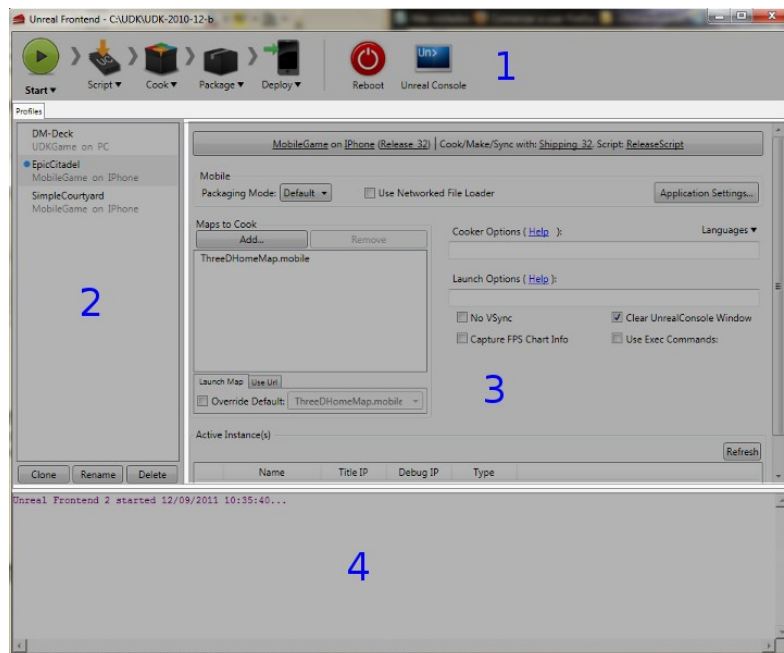 Unreal Frontend - C:\UDK\UDK-2010-12-b
Start Script Cook Package Deploy Reboot Unreal Console
1
Profiles
DM-Deck
UDKGame on PC
EpicCitadel
MobileGame on IPhone
SimpleCourtyard
MobileGame on IPhone
2
Clone Rename Delete
MobileGame on IPhone (Release_32) | Cook/Make/Sync with: Shipping_32. Script: ReleaseScript
Mobile
Packaging Mode: Default Use Networked File Loader Application Settings...
Maps to Cook
Add... Remove
ThreeDHomeMap.mobile
Launch Map Use Url
Override Default: ThreeDHomeMap.mobile
Cooker Options ( Help ): Languages
Launch Options ( Help ):
No VSync Clear UnrealConsole Window
Capture FPS Chart Info Use Exec Commands:
3
Active Instance(s)
Refresh
Name Title IP Debug IP Type
Unreal Frontend 2 started 12/09/2011 10:35:40...
4